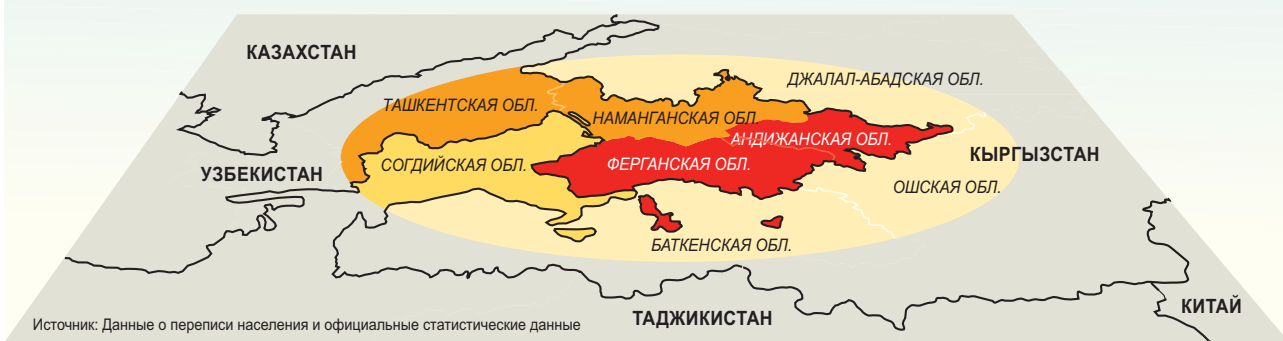 КАЗАХСТАН
ДЖАЛАЛ-АБАДСКАЯ ОБЛ.
ТАШКЕНТСКАЯ ОБЛ.
НАМАНГАНСКАЯ ОБЛ.
АНДИЖАНСКАЯ ОБЛ.
КЫРГЫЗСТАН
УЗБЕКИСТАН
СОГДИЙСКАЯ ОБЛ.
ФЕРГАНСКАЯ ОБЛ.
ОШСКАЯ ОБЛ.
БАТКЕНСКАЯ ОБЛ.
КИТАЙ
ТАДЖИКИСТАН
Источник: Данные о переписи населения и официальные статистические данные